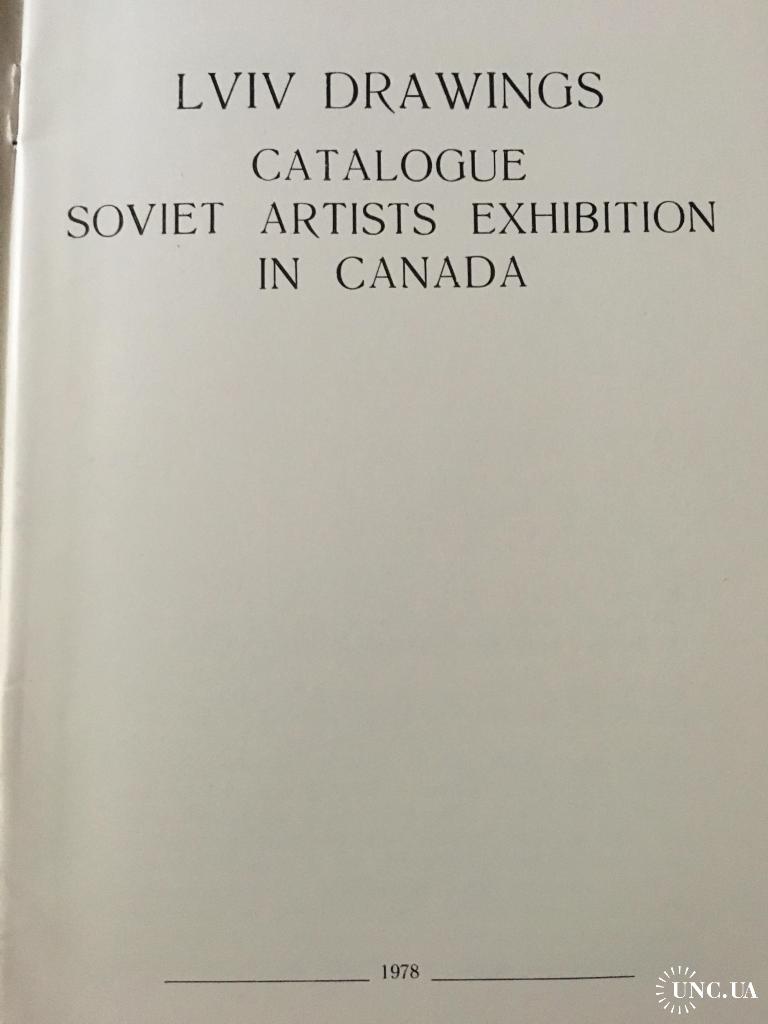 LVIV DRAWINGS
CATALOGUE
SOVIET ARTISTS EXHIBITION
IN CANADA
1978
UNC.UA